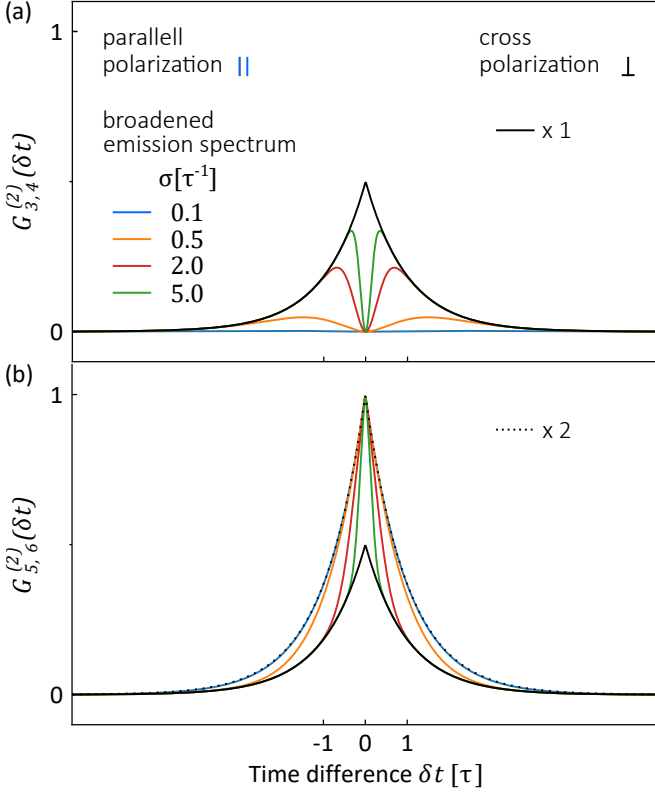 (a)
1
parallell
polarization ||
cross
polarization ⊥
broadened
emission spectrum
x 1
σ[τ⁻¹]
0.1
0.5
2.0
5.0
G⁽²⁾₃,₄(δt)
0
(b)
1
x 2
G⁽²⁾₅,₆(δt)
0
-1 0 1
Time difference δt [τ]